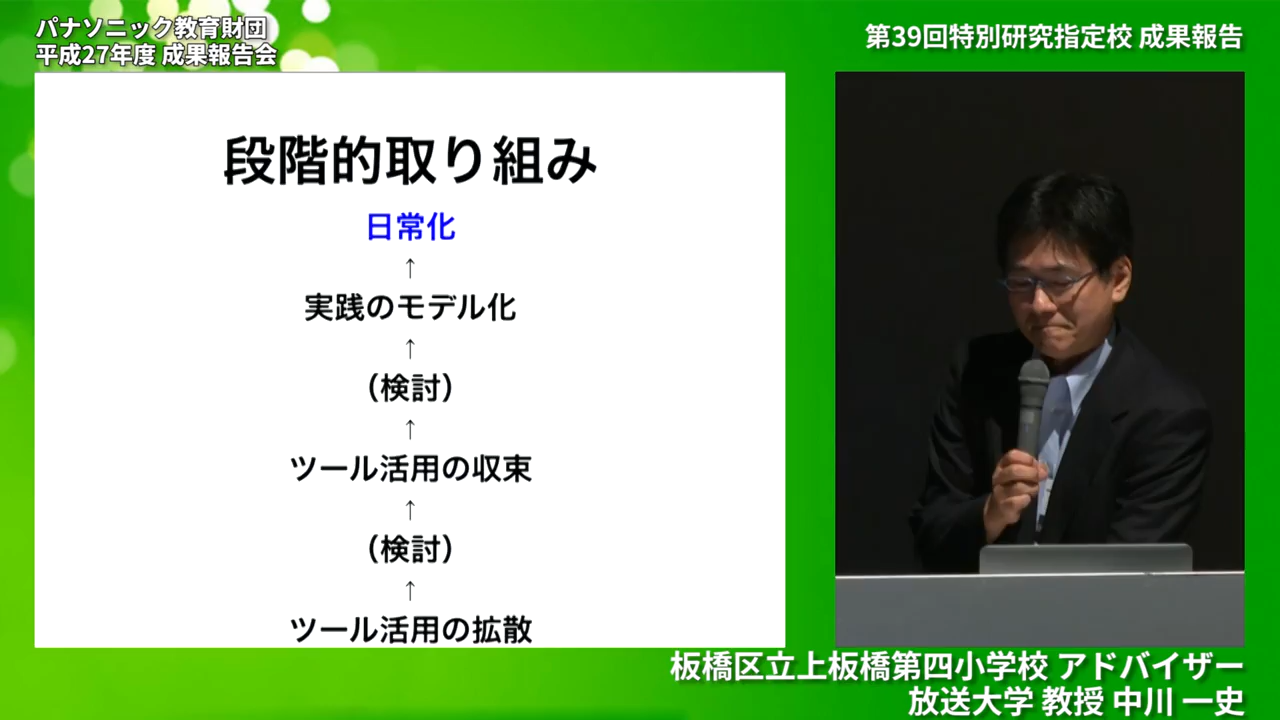 パナソニック教育財団
平成27年度 成果報告会
第39回特別研究指定校 成果報告
段階的取り組み
日常化
↑
実践のモデル化
↑
（検討）
↑
ツール活用の収束
↑
（検討）
↑
ツール活用の拡散
板橋区立上板橋第四小学校 アドバイザー
放送大学 教授 中川 一史